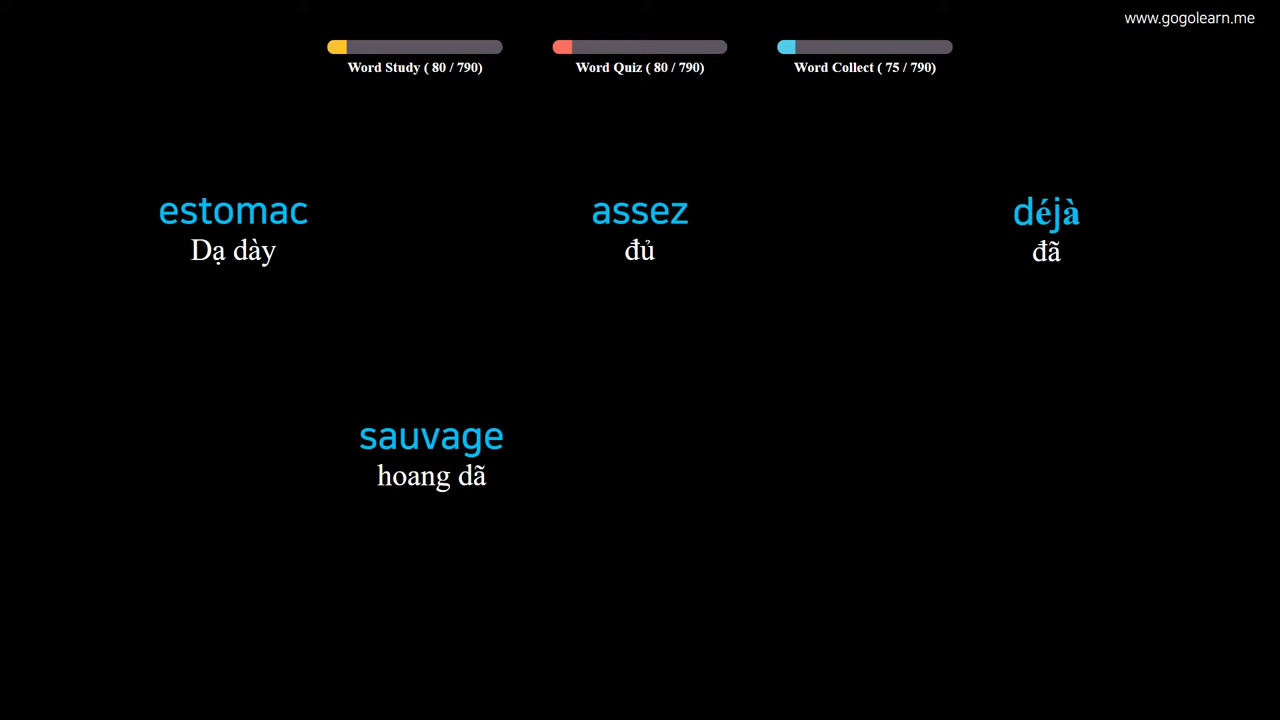 www.gogolearn.me
Word Study ( 80 / 790)
Word Quiz ( 80 / 790)
Word Collect ( 75 / 790)
estomac
Dạ dày
assez
đủ
déjà
đã
sauvage
hoang dã